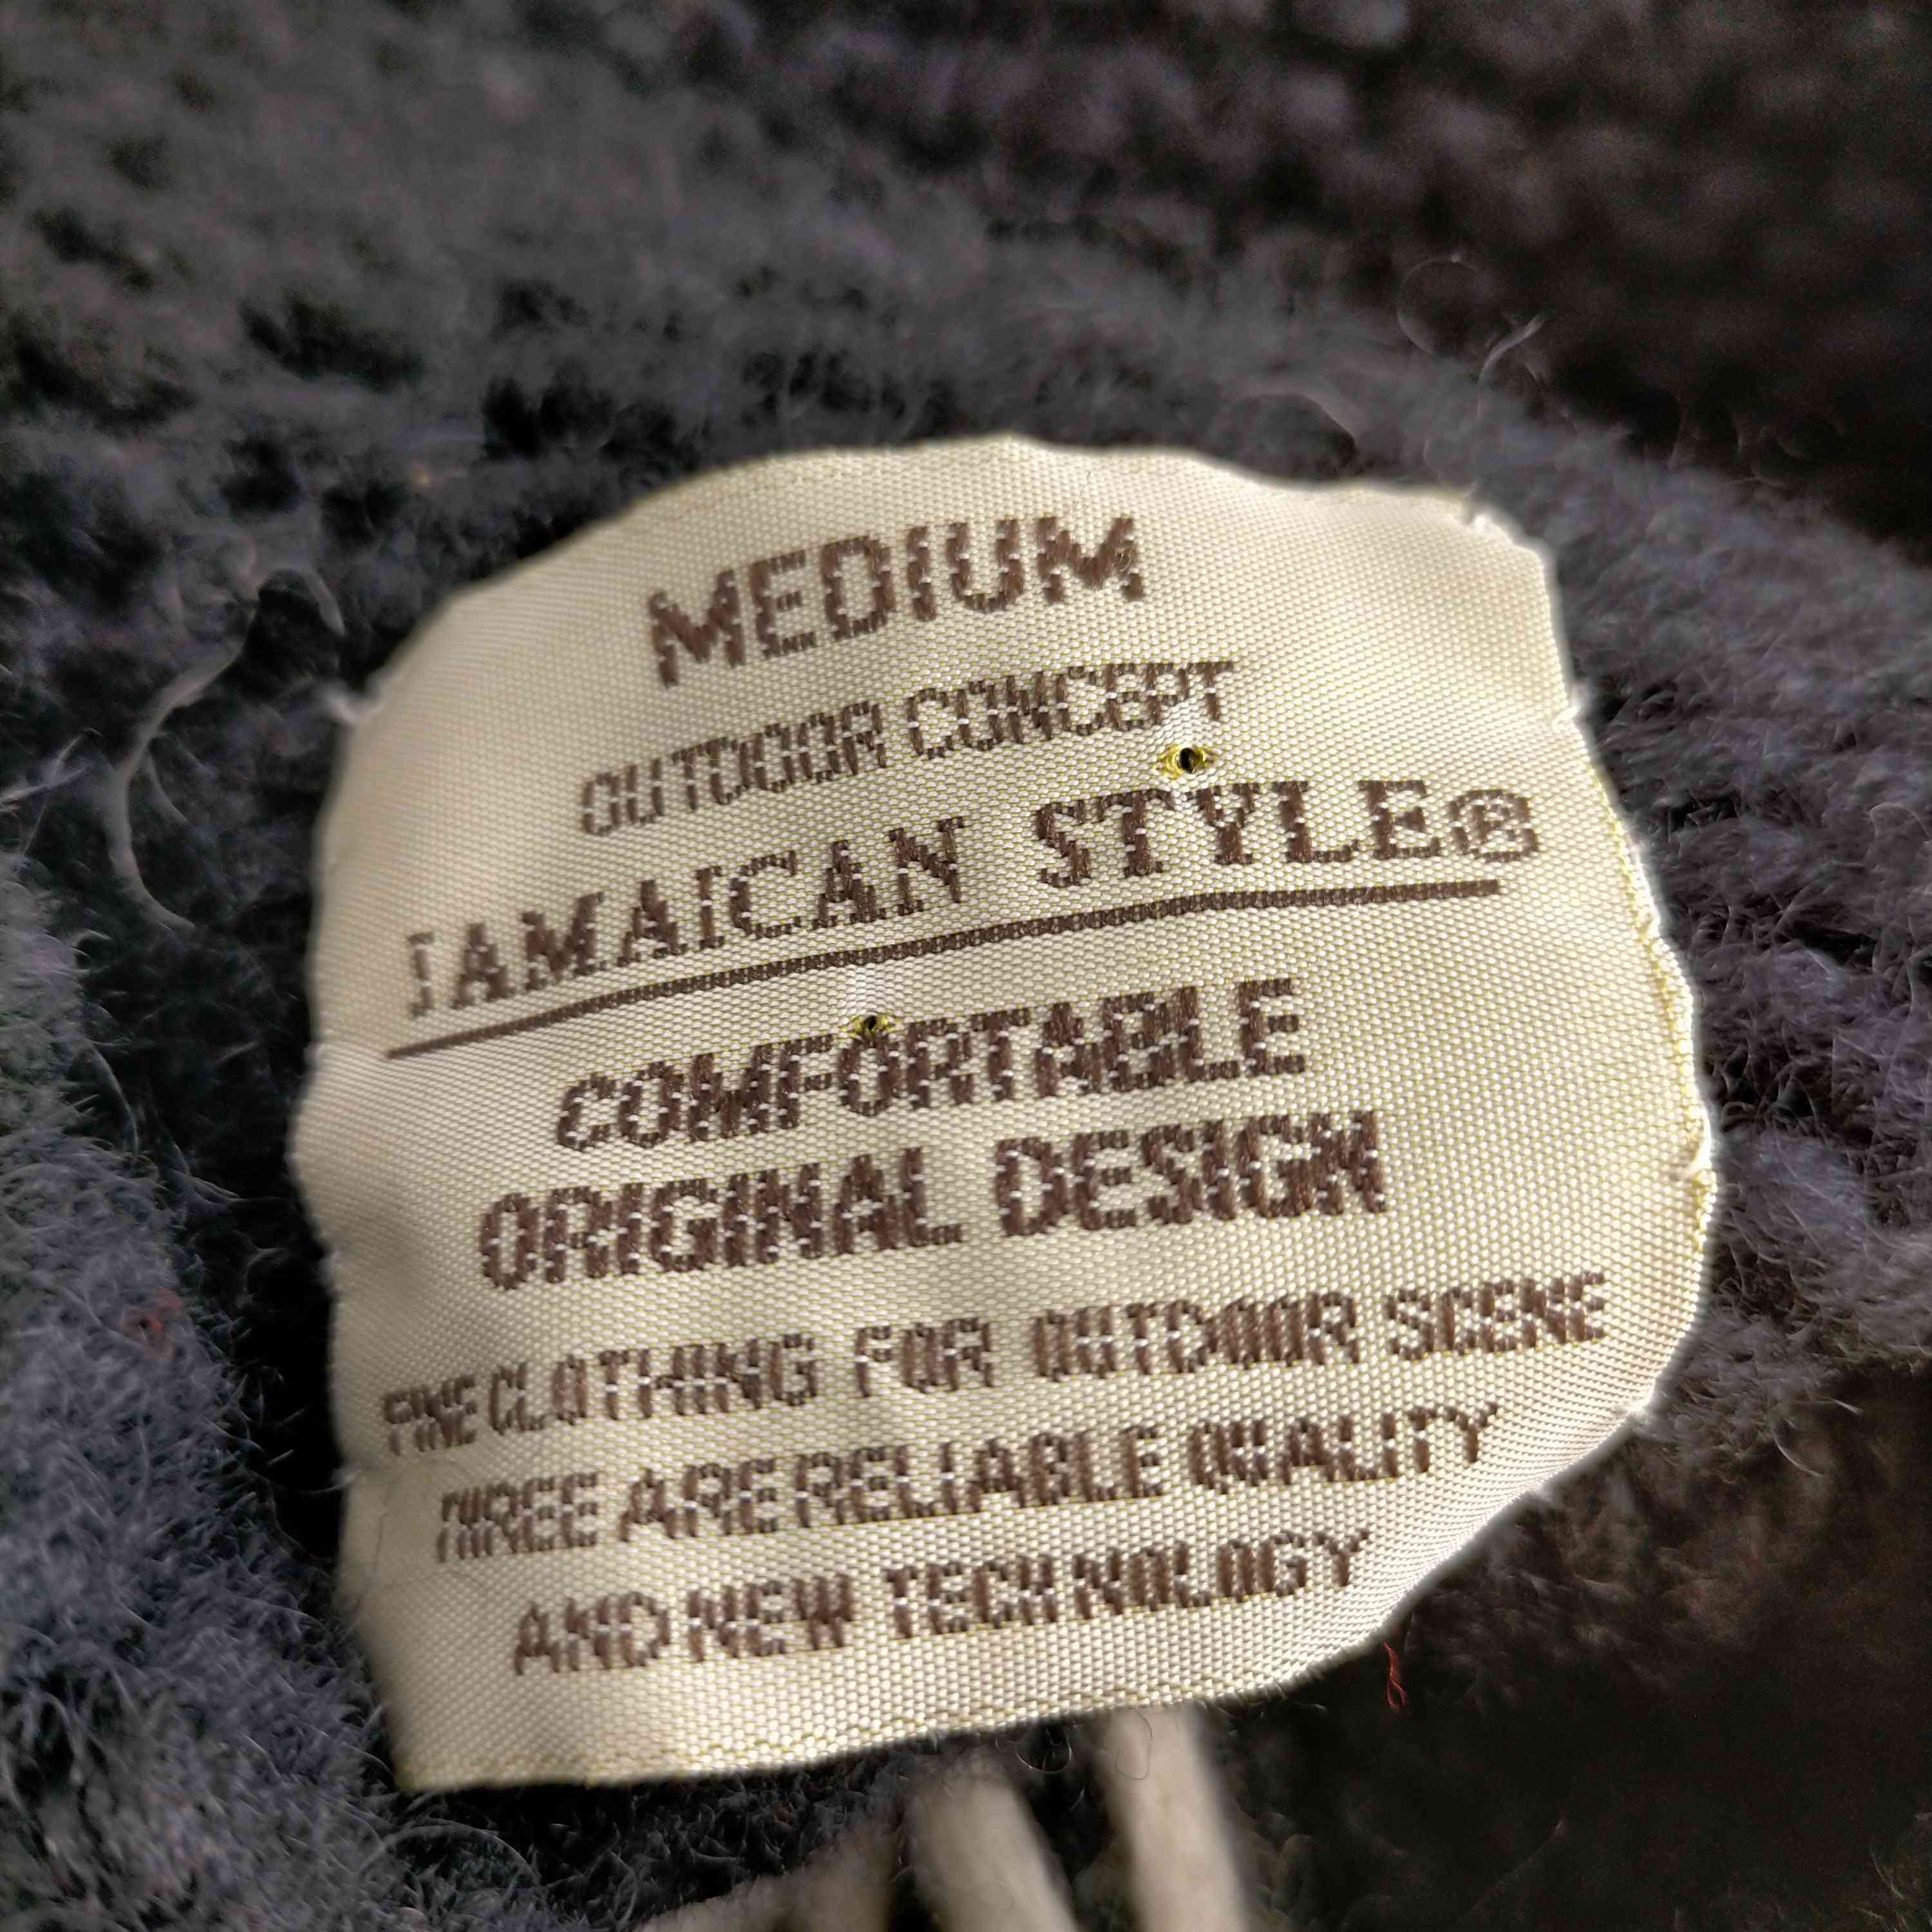 MEDIUM
OUTDOOR CONCEPT
JAMAICAN STYLE®
COMFORTABLE
ORIGINAL DESIGN
FINE CLOTHING FOR OUTDOOR SCENE
THREE ARE RELIABLE QUALITY
AND NEW TECHNOLOGY